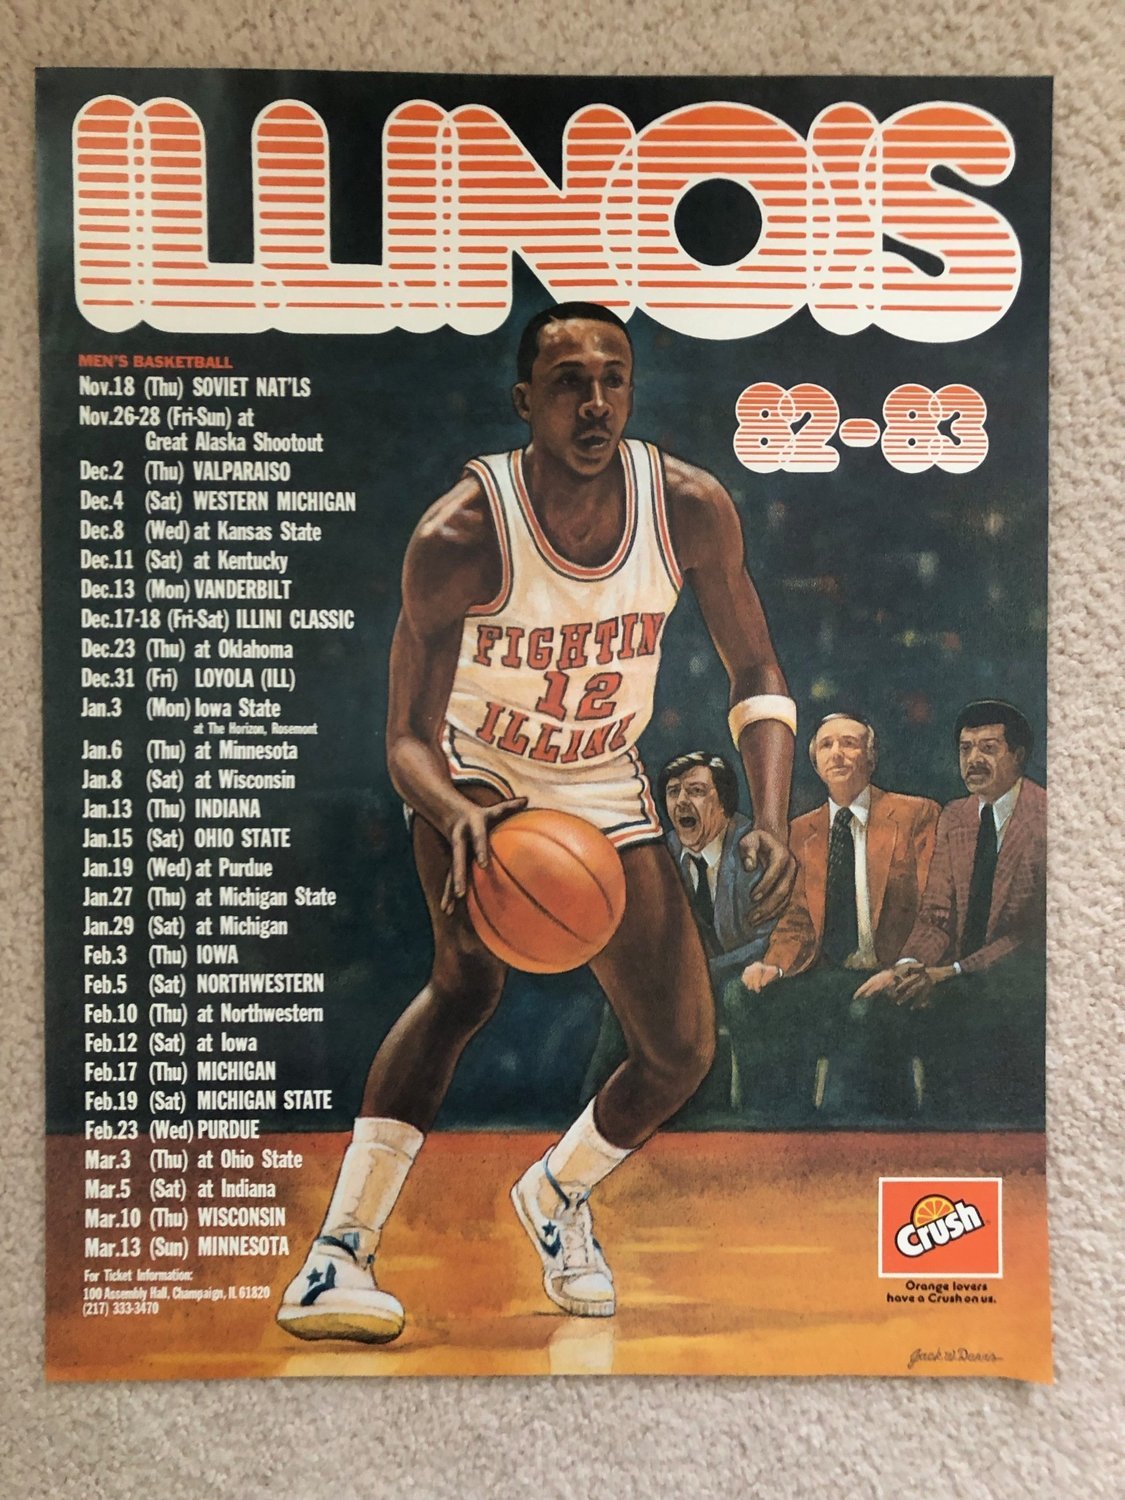 ILLINOIS
MEN'S BASKETBALL
82-83
Nov.18 (Thu) SOVIET NAT'LS
Nov.26-28 (Fri-Sun) at
Great Alaska Shootout
Dec.2 (Thu) VALPARAISO
Dec.4 (Sat) WESTERN MICHIGAN
Dec.8 (Wed) at Kansas State
Dec.11 (Sat) at Kentucky
Dec.13 (Mon) VANDERBILT
Dec.17-18 (Fri-Sat) ILLINI CLASSIC
Dec.23 (Thu) at Oklahoma
Dec.31 (Fri) LOYOLA (ILL)
Jan.3 (Mon) Iowa State
at The Horizon, Rosemont
Jan.6 (Thu) at Minnesota
Jan.8 (Sat) at Wisconsin
Jan.13 (Thu) INDIANA
Jan.15 (Sat) OHIO STATE
Jan.19 (Wed) at Purdue
Jan.27 (Thu) at Michigan State
Jan.29 (Sat) at Michigan
Feb.3 (Thu) IOWA
Feb.5 (Sat) NORTHWESTERN
Feb.10 (Thu) at Northwestern
Feb.12 (Sat) at Iowa
Feb.17 (Thu) MICHIGAN
Feb.19 (Sat) MICHIGAN STATE
Feb.23 (Wed) PURDUE
Mar.3 (Thu) at Ohio State
Mar.5 (Sat) at Indiana
Mar.10 (Thu) WISCONSIN
Mar.13 (Sun) MINNESOTA
For Ticket Information:
100 Assembly Hall, Champaign, IL 61820
(217) 333-3470
FIGHTIN
12
ILLINI
Crush
Orange lovers
have a Crush on us.
Jack W. Davis